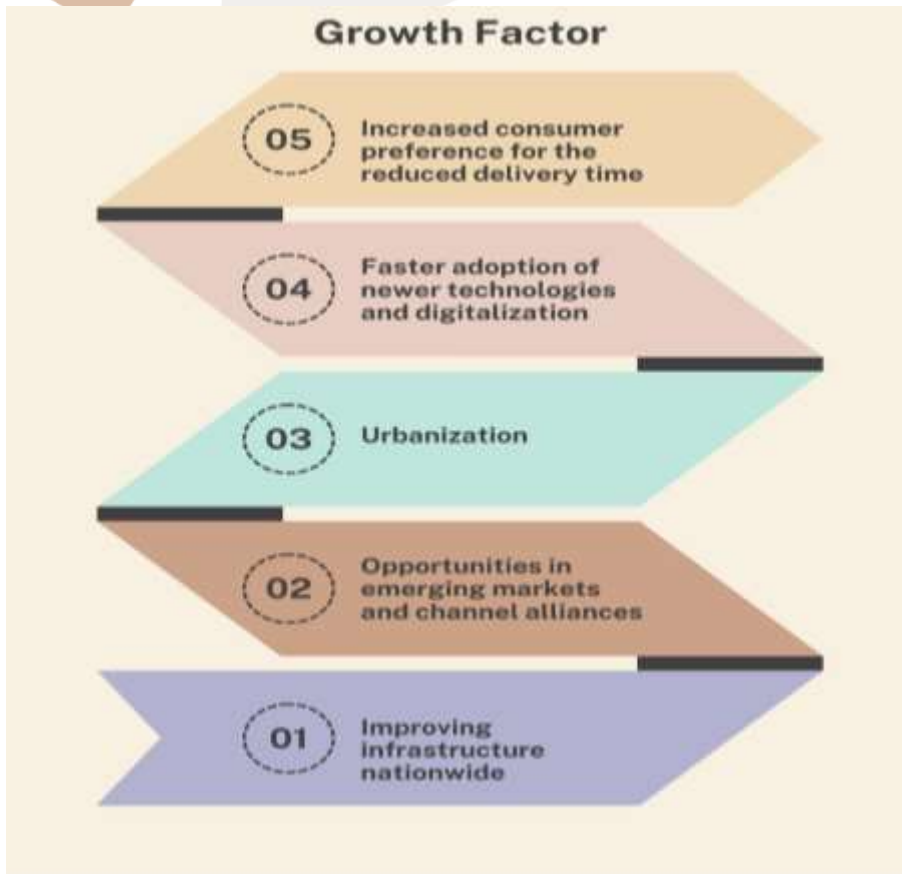 Growth Factor
05
Increased consumer
preference for the
reduced delivery time
04
Faster adoption of
newer technologies
and digitalization
03
Urbanization
02
Opportunities in
emerging markets
and channel alliances
01
Improving
infrastructure
nationwide